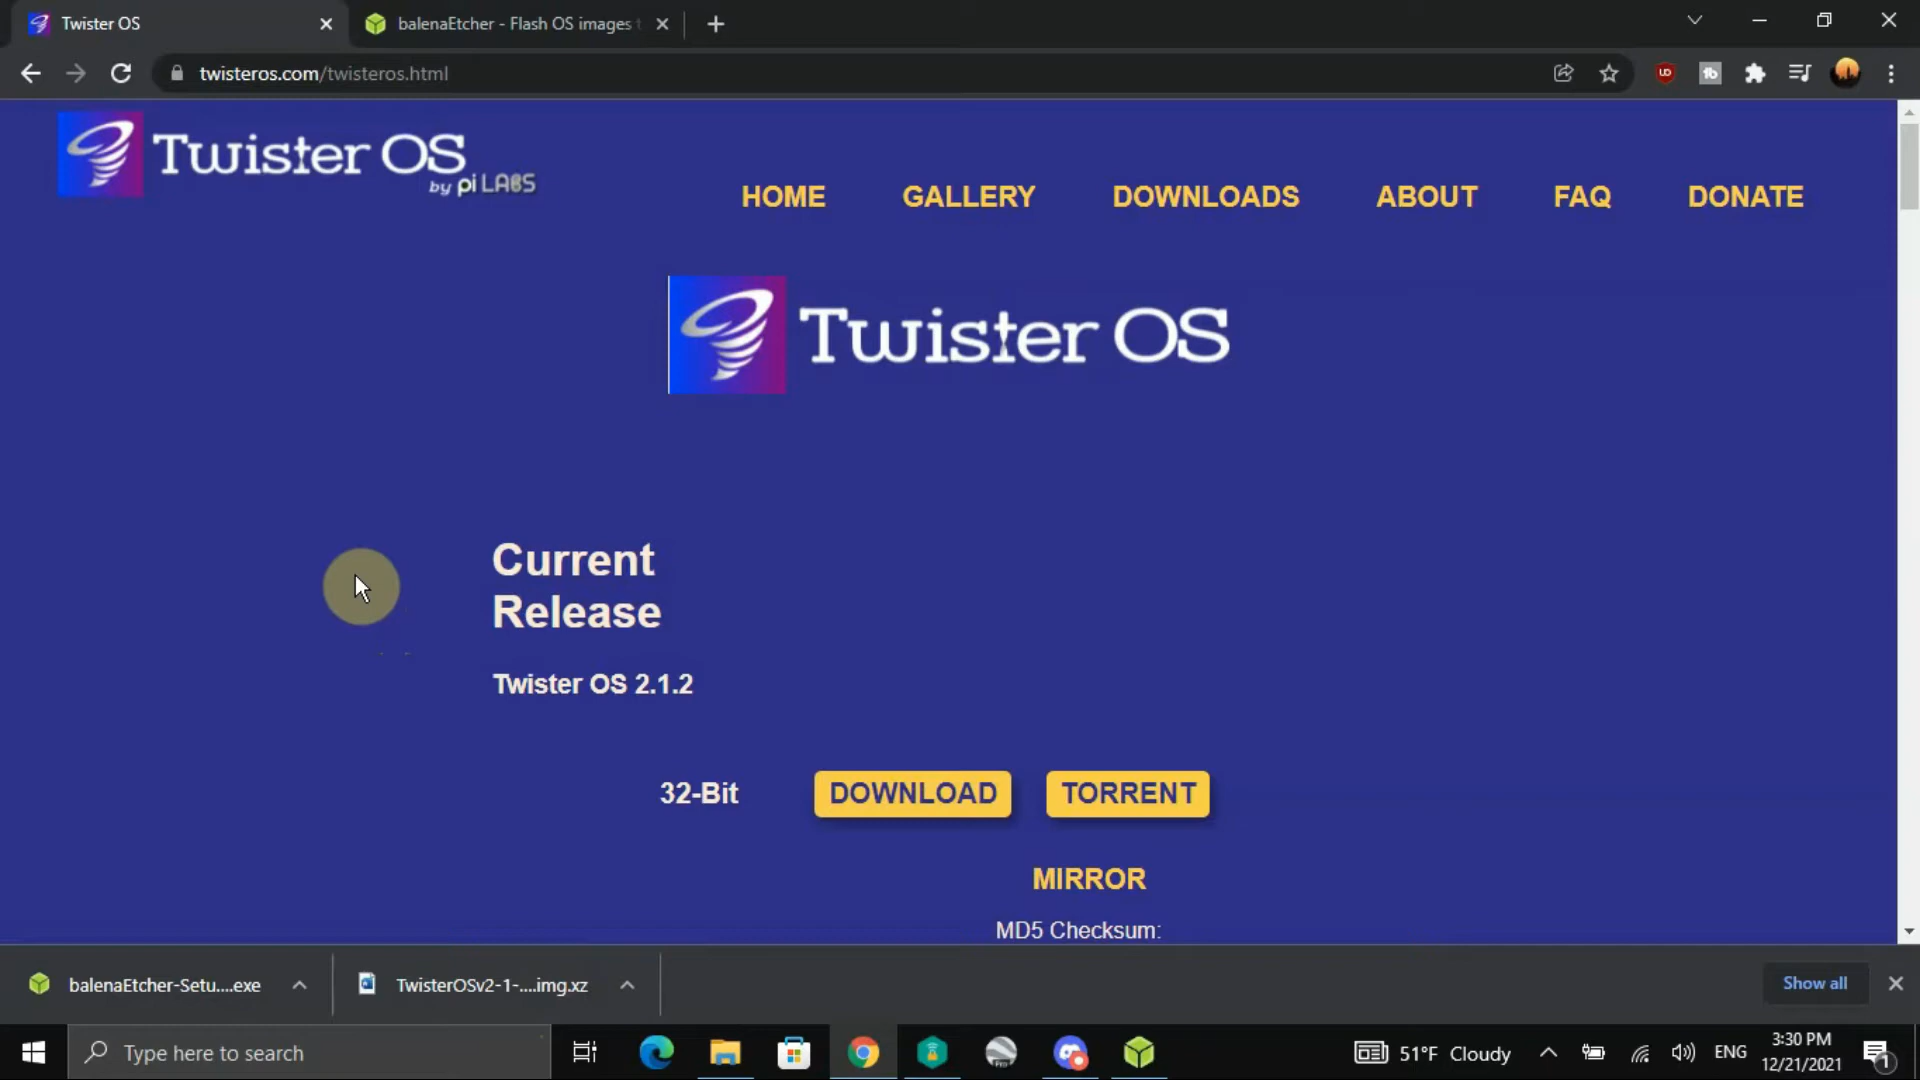 Twister OS
balenaEtcher - Flash OS images t
twisteros.com/twisteros.html
Twister OS
by pi LABS
HOME GALLERY DOWNLOADS ABOUT FAQ DONATE
Twister OS
Current
Release
Twister OS 2.1.2
32-Bit DOWNLOAD TORRENT
MIRROR
MD5 Checksum:
balenaEtcher-Setu....exe
TwisterOSv2-1-....img.xz
Show all
Type here to search
51°F Cloudy
ENG
3:30 PM
12/21/2021
1